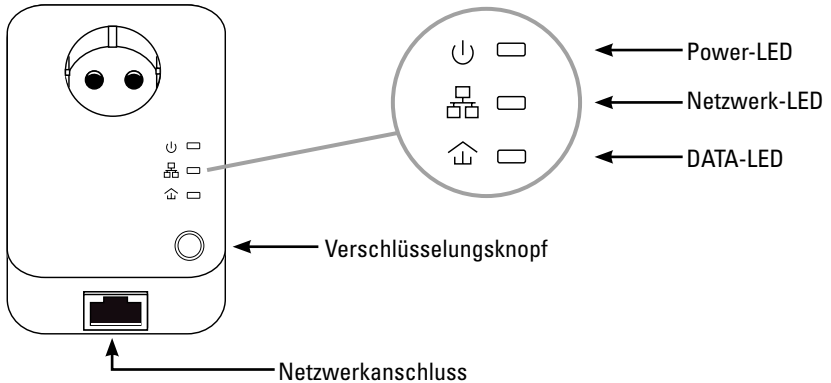 Power-LED
Netzwerk-LED
DATA-LED
Verschlüsselungsknopf
Netzwerkanschluss